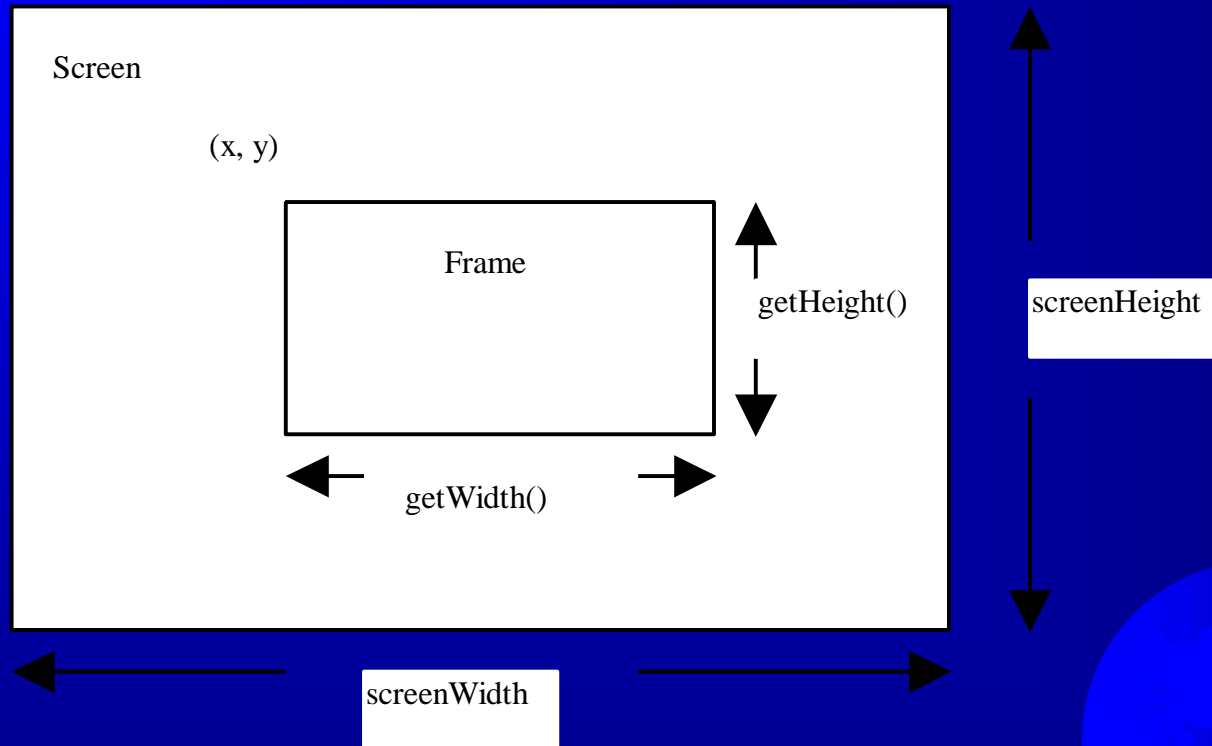 Screen
(x, y)
Frame
getHeight()
screenHeight
getWidth()
screenWidth